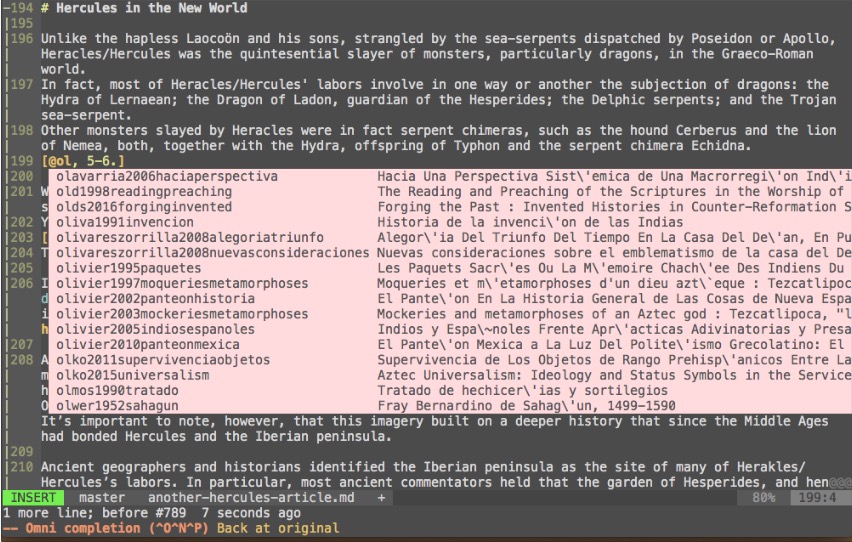 -194 # Hercules in the New World
|195
|196 Unlike the hapless Laocoön and his sons, strangled by the sea-serpents dispatched by Poseidon or Apollo,
| Heracles/Hercules was the quintesential slayer of monsters, particularly dragons, in the Graeco-Roman
| world.
|197 In fact, most of Heracles/Hercules' labors involve in one way or another the subjection of dragons: the
| Hydra of Lernaean; the Dragon of Ladon, guardian of the Hesperides; the Delphic serpents; and the Trojan
| sea-serpent.
|198 Other monsters slayed by Heracles were in fact serpent chimeras, such as the hound Cerberus and the lion
| of Nemea, both, together with the Hydra, offspring of Typhon and the serpent chimera Echidna.
|199 [@ol, 5-6.]
|200 olavarria2006haciaperspectiva Hacia Una Perspectiva Sist\'emica de Una Macrorregi\'on Ind\'i
|201 W old1998readingpreaching The Reading and Preaching of the Scriptures in the Worship of
| s olds2016forginginvented Forging the Past : Invented Histories in Counter-Reformation S
|202 Y oliva1991invencion Historia de la invenci\'on de las Indias
|203 [ olivareszorrilla2008alegoriatriunfo Alegor\'ia Del Triunfo Del Tiempo En La Casa Del De\'an, En Pu
|204 T olivareszorrilla2008nuevasconsideraciones Nuevas consideraciones sobre el emblematismo de la casa del De
|205 olivier1995paquetes Les Paquets Sacr\'es Ou La M\'emoire Chach\'ee Des Indiens Du
|206 I olivier1997moqueriesmetamorphoses Moqueries et m\'etamorphoses d'un dieu azt\`eque : Tezcatlipoc
| d olivier2002panteonhistoria El Pante\'on En La Historia General de Las Cosas de Nueva Espa
| i olivier2003mockeriesmetamorphoses Mockeries and metamorphoses of an Aztec god : Tezcatlipoca, "l
| h olivier2005indiosespanoles Indios y Espa\~noles Frente Apr\'acticas Adivinatorias y Presa
|207 olivier2010panteonmexica El Pante\'on Mexica a La Luz Del Polite\'ismo Grecolatino: El
|208 A olko2011supervivenciaobjetos Supervivencia de Los Objetos de Rango Prehisp\'anicos Entre La
| m olko2015universalism Aztec Universalism: Ideology and Status Symbols in the Service
| h olmos1990tratado Tratado de hechicer\'ias y sortilegios
| O olwer1952sahagun Fray Bernardino de Sahag\'un, 1499-1590
| It's important to note, however, that this imagery built on a deeper history that since the Middle Ages
| had bonded Hercules and the Iberian peninsula.
|209
|210 Ancient geographers and historians identified the Iberian peninsula as the site of many of Herakles/
| Hercules's labors. In particular, most ancient commentators held that the garden of Hesperides, and hen@@@
INSERT master another-hercules-article.md + 80% 199:4
1 more line; before #789 7 seconds ago
-- Omni completion (^O^N^P) Back at original